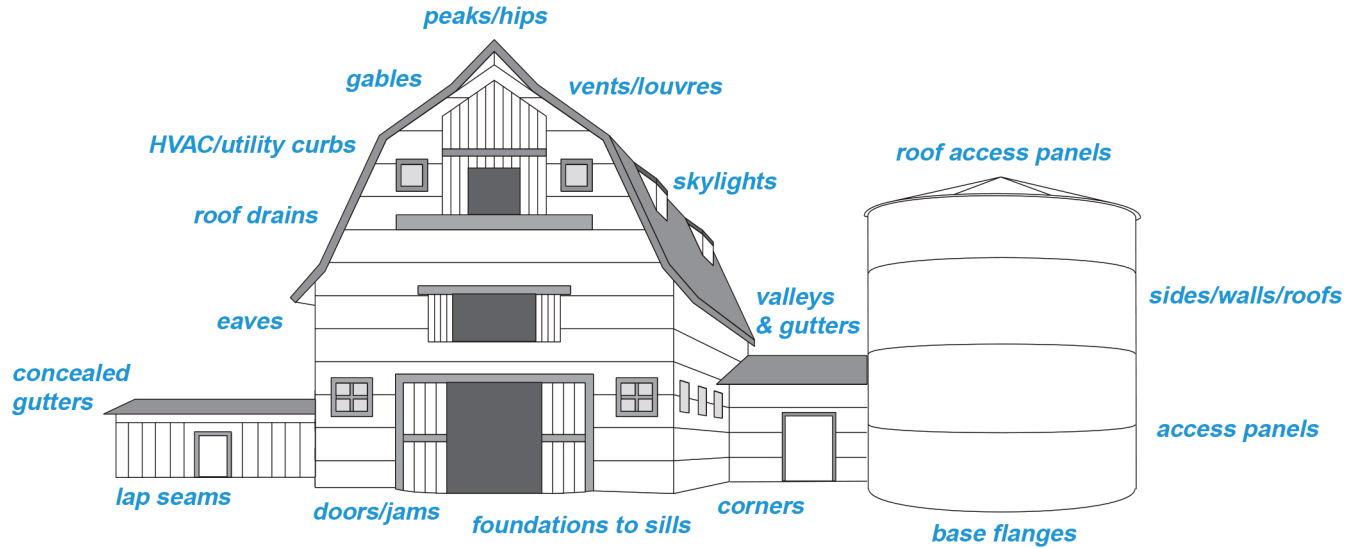 peaks/hips
gables
vents/louvres
HVAC/utility curbs
roof access panels
skylights
roof drains
valleys
& gutters
sides/walls/roofs
eaves
concealed
gutters
access panels
lap seams
doors/jams
foundations to sills
corners
base flanges